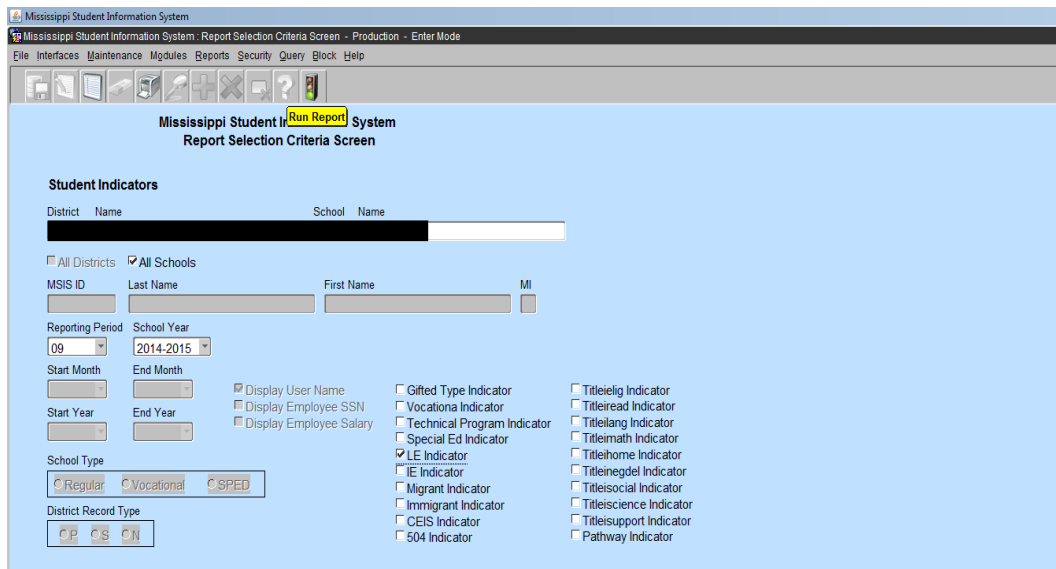 Mississippi Student Information System
Mississippi Student Information System : Report Selection Criteria Screen - Production - Enter Mode
File Interfaces Maintenance Modules Reports Security Query Block Help
Run Report
Mississippi Student In System
Report Selection Criteria Screen
Student Indicators
District Name School Name
All Districts All Schools
MSIS ID Last Name First Name MI
Reporting Period School Year
09 2014-2015
Start Month End Month
Display User Name Gifted Type Indicator Titleielig Indicator
Start Year End Year Display Employee SSN Vocationa Indicator Titleiread Indicator
Display Employee Salary Technical Program Indicator Titleilang Indicator
Special Ed Indicator Titleimath Indicator
School Type LE Indicator Titleihome Indicator
IE Indicator Titleinegdel Indicator
Regular Vocational SPED Migrant Indicator Titleisocial Indicator
Immigrant Indicator Titleiscience Indicator
District Record Type CEIS Indicator Titleisupport Indicator
P S N 504 Indicator Pathway Indicator